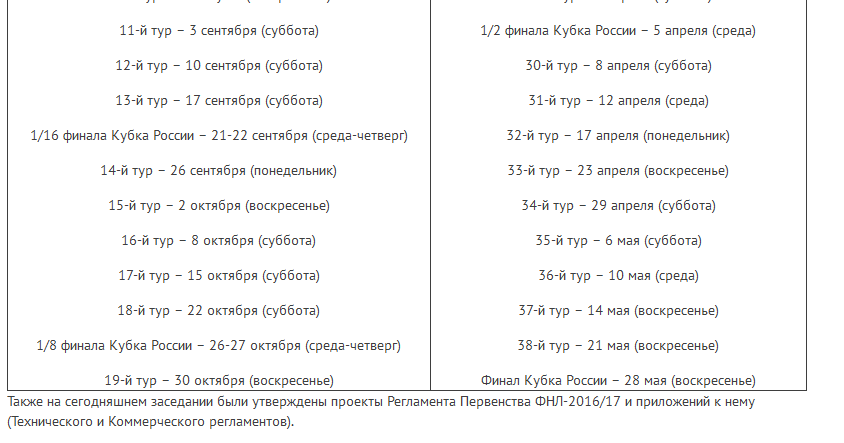 11-й тур – 3 сентября (суббота)
12-й тур – 10 сентября (суббота)
13-й тур – 17 сентября (суббота)
1/16 финала Кубка России – 21-22 сентября (среда-четверг)
14-й тур – 26 сентября (понедельник)
15-й тур – 2 октября (воскресенье)
16-й тур – 8 октября (суббота)
17-й тур – 15 октября (суббота)
18-й тур – 22 октября (суббота)
1/8 финала Кубка России – 26-27 октября (среда-четверг)
19-й тур – 30 октября (воскресенье)
1/2 финала Кубка России – 5 апреля (среда)
30-й тур – 8 апреля (суббота)
31-й тур – 12 апреля (среда)
32-й тур – 17 апреля (понедельник)
33-й тур – 23 апреля (воскресенье)
34-й тур – 29 апреля (суббота)
35-й тур – 6 мая (суббота)
36-й тур – 10 мая (среда)
37-й тур – 14 мая (воскресенье)
38-й тур – 21 мая (воскресенье)
Финал Кубка России – 28 мая (воскресенье)
Также на сегодняшнем заседании были утверждены проекты Регламента Первенства ФНЛ-2016/17 и приложений к нему
(Технического и Коммерческого регламентов).